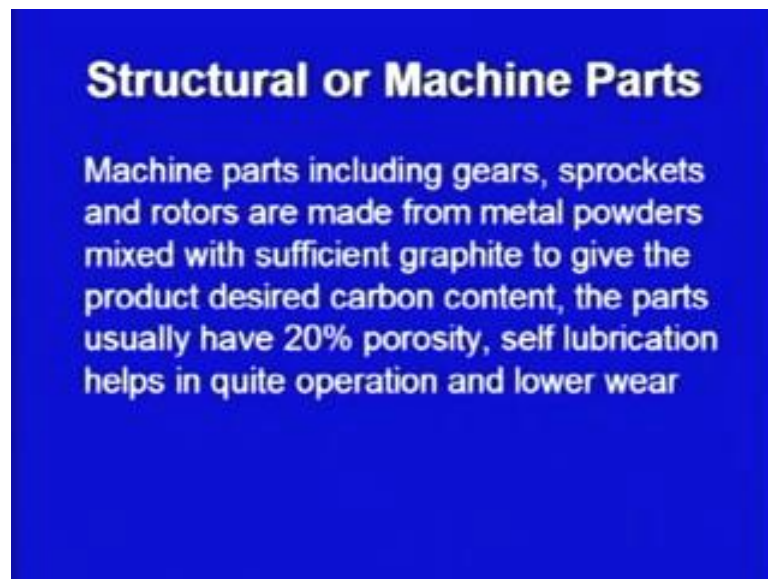 Structural or Machine Parts
Machine parts including gears, sprockets
and rotors are made from metal powders
mixed with sufficient graphite to give the
product desired carbon content, the parts
usually have 20% porosity, self lubrication
helps in quite operation and lower wear